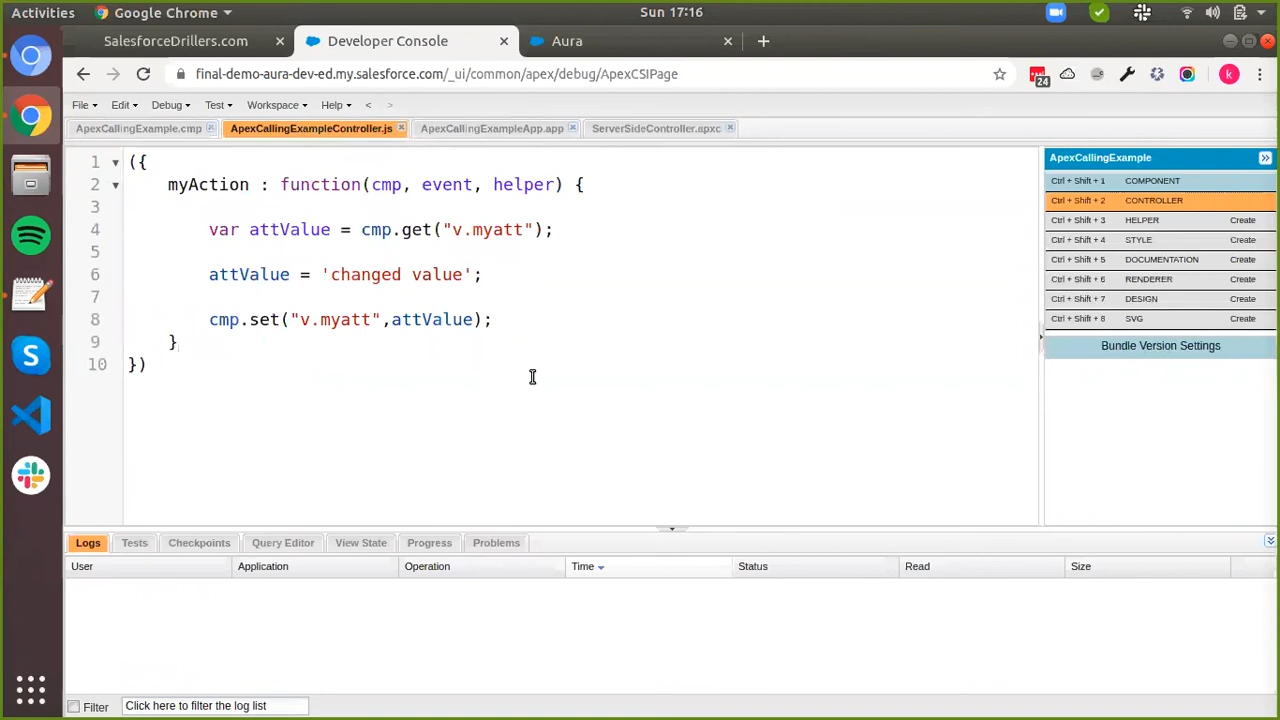 Activities
Google Chrome
Sun 17:16
SalesforceDrillers.com
Developer Console
Aura
final-demo-aura-dev-ed.my.salesforce.com/_ui/common/apex/debug/ApexCSIPage
24
k
File Edit Debug Test Workspace Help < >
ApexCallingExample.cmp
ApexCallingExampleController.js
ApexCallingExampleApp.app
ServerSideController.apxc
1 ({
2 myAction : function(cmp, event, helper) {
3
4 var attValue = cmp.get("v.myatt");
5
6 attValue = 'changed value';
7
8 cmp.set("v.myatt",attValue);
9 }
10 })
ApexCallingExample
Ctrl + Shift + 1 COMPONENT
Ctrl + Shift + 2 CONTROLLER
Ctrl + Shift + 3 HELPER Create
Ctrl + Shift + 4 STYLE Create
Ctrl + Shift + 5 DOCUMENTATION Create
Ctrl + Shift + 6 RENDERER Create
Ctrl + Shift + 7 DESIGN Create
Ctrl + Shift + 8 SVG Create
Bundle Version Settings
Logs Tests Checkpoints Query Editor View State Progress Problems
User Application Operation Time Status Read Size
Filter Click here to filter the log list